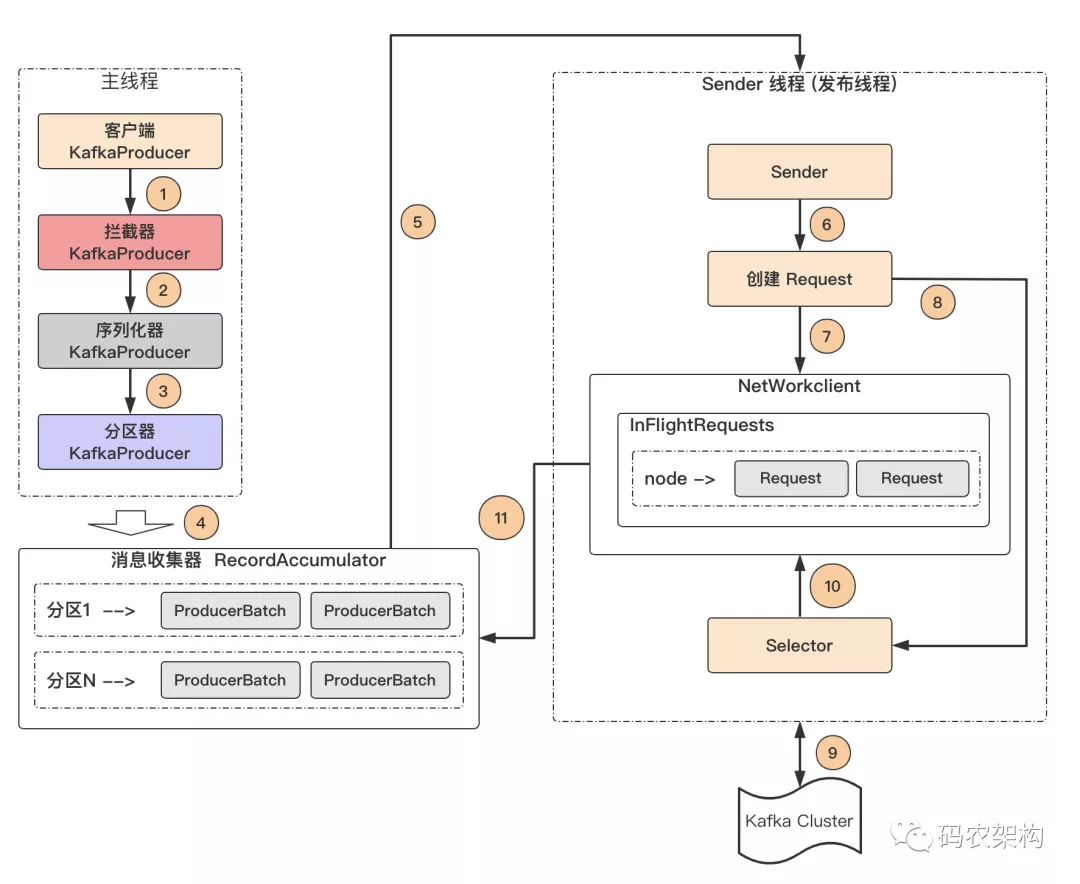 主线程
客户端
KafkaProducer
1
拦截器
KafkaProducer
2
序列化器
KafkaProducer
3
分区器
KafkaProducer
4
消息收集器 RecordAccumulator
分区1 --> ProducerBatch ProducerBatch
分区N --> ProducerBatch ProducerBatch
5
Sender 线程 (发布线程)
Sender
6
创建 Request
8
7
NetWorkclient
InFlightRequests
node -> Request Request
11
10
Selector
9
Kafka Cluster
码农架构